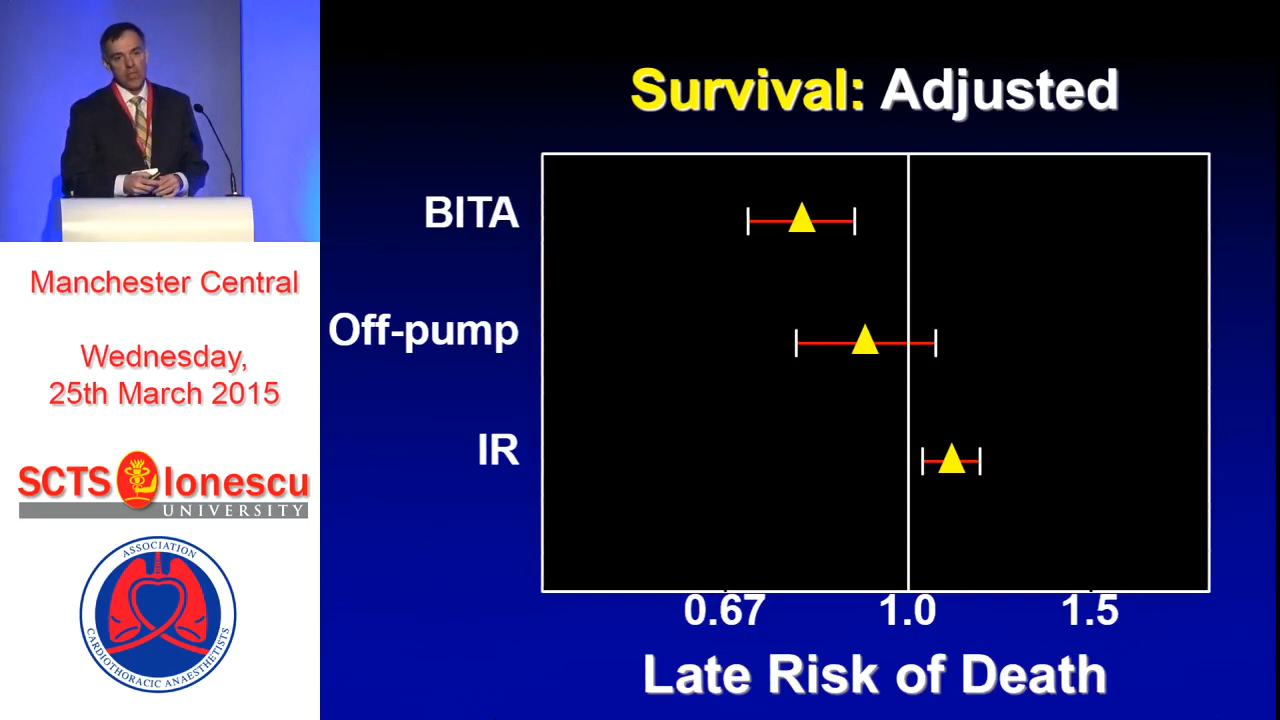 Survival: Adjusted
BITA
Off-pump
IR
0.67 1.0 1.5
Late Risk of Death
Manchester Central
Wednesday,
25th March 2015
SCTS Ionescu
UNIVERSITY
ASSOCIATION
CARDIOTHORACIC ANAESTHETISTS